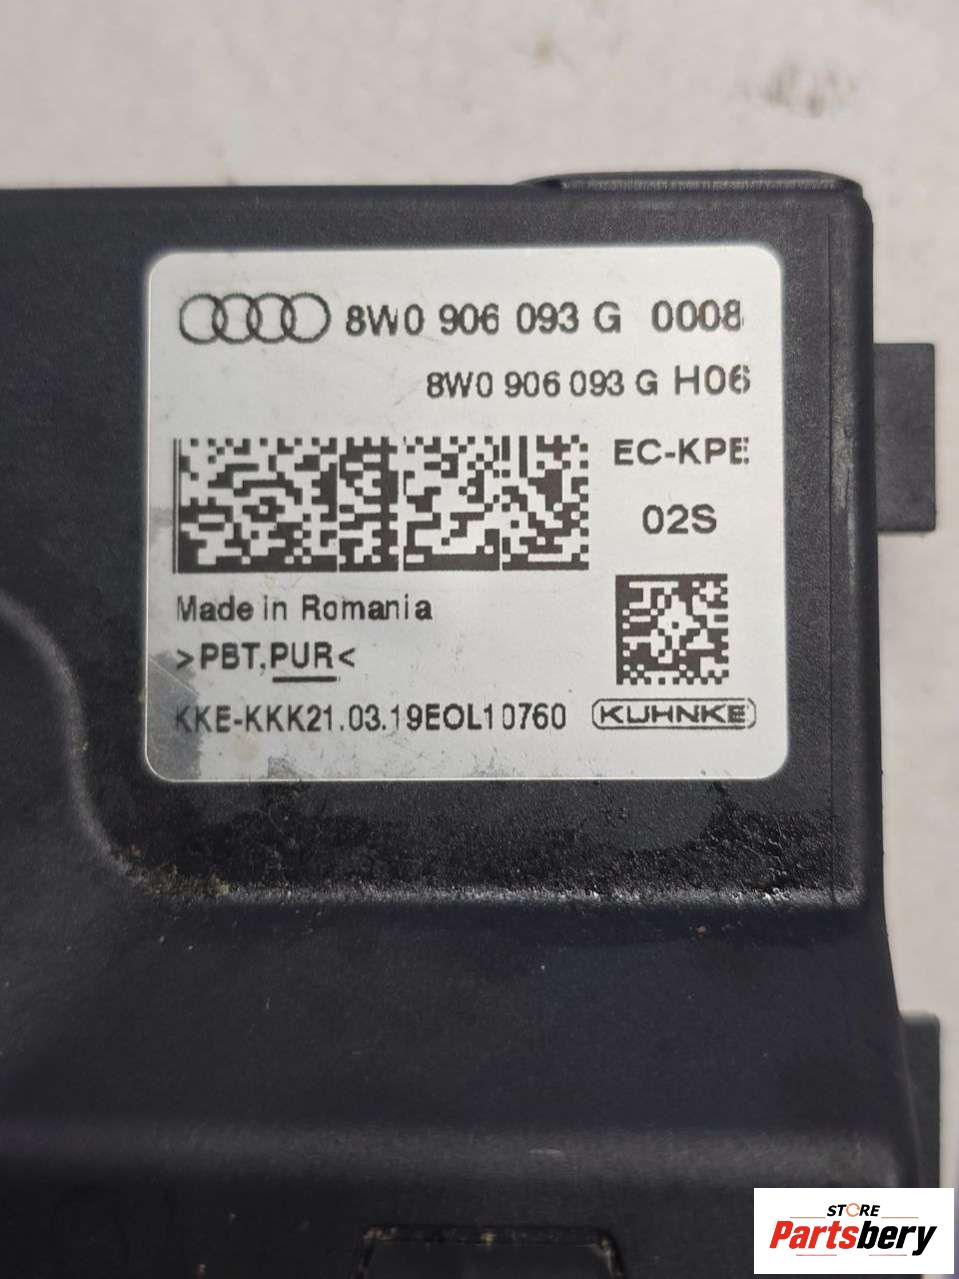 8W0 906 093 G 0008
8W0 906 093 G H06
EC-KPE
02S
Made in Romania
>PBT,PUR<
KKE-KKK21.03.19EOL10760
KUHNKE
STORE
Partsbery